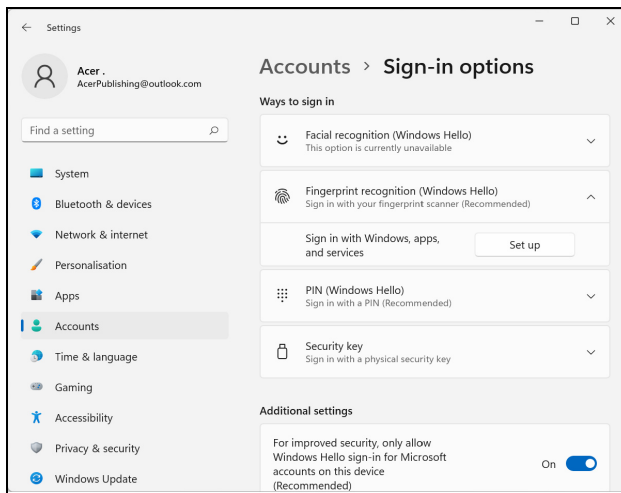 Settings
Acer .
AcerPublishing@outlook.com
Find a setting
System
Bluetooth & devices
Network & internet
Personalisation
Apps
Accounts
Time & language
Gaming
Accessibility
Privacy & security
Windows Update
Accounts > Sign-in options
Ways to sign in
Facial recognition (Windows Hello)
This option is currently unavailable
Fingerprint recognition (Windows Hello)
Sign in with your fingerprint scanner (Recommended)
Sign in with Windows, apps,
and services
Set up
PIN (Windows Hello)
Sign in with a PIN (Recommended)
Security key
Sign in with a physical security key
Additional settings
For improved security, only allow
Windows Hello sign-in for Microsoft
accounts on this device
(Recommended)
On